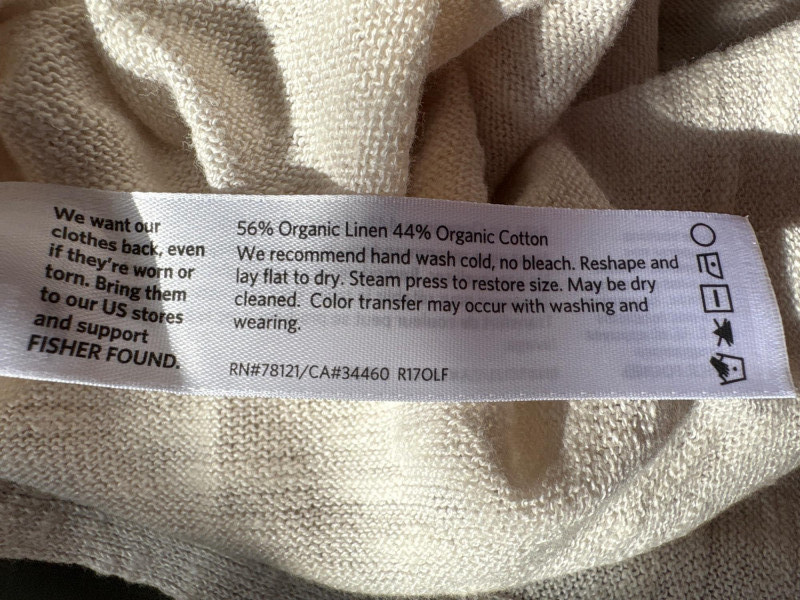 We want our
clothes back, even
if they're worn or
torn. Bring them
to our US stores
and support
FISHER FOUND.
56% Organic Linen 44% Organic Cotton
We recommend hand wash cold, no bleach. Reshape and
lay flat to dry. Steam press to restore size. May be dry
cleaned. Color transfer may occur with washing and
wearing.
RN#78121/CA#34460 R17OLF